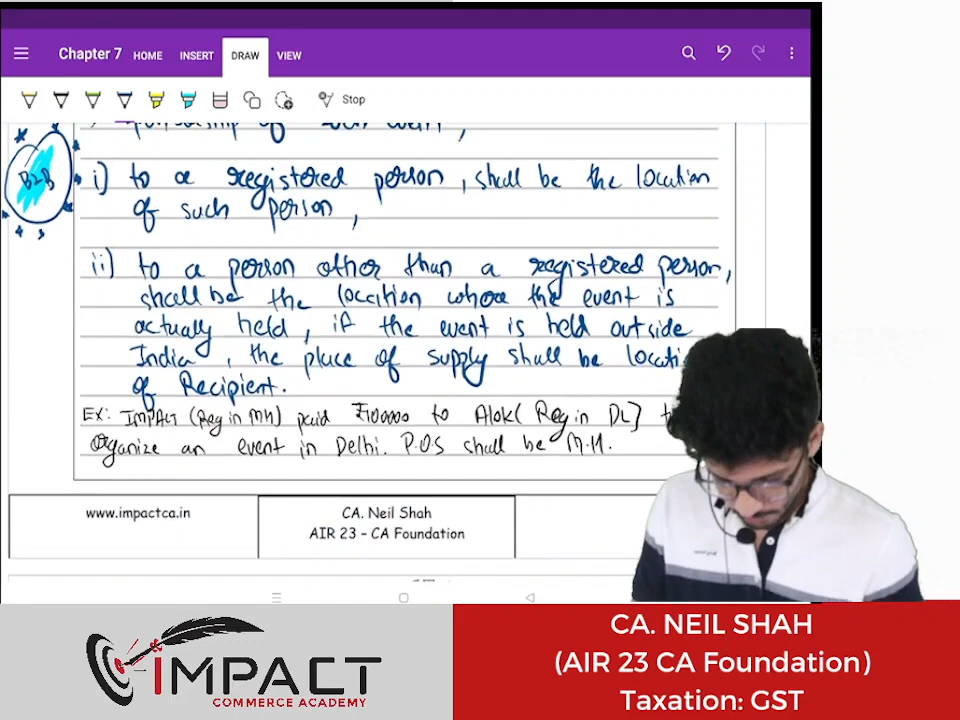 Chapter 7 HOME INSERT DRAW VIEW
Stop
of such event,
B2B
i) to a registered person, shall be the location
of such person,
ii) to a person other than a registered person,
shall be the location where the event is
actually held, if the event is held outside
India, the place of supply shall be
of Recipient.
EX: IMPACT (Reg in MH) paid ₹10000 to Alok (Reg in DL)
Organize an event in Delhi. P.O.S shall be M.H.
www.impactca.in
CA. Neil Shah
AIR 23 – CA Foundation
IMPACT
COMMERCE ACADEMY
CA. NEIL SHAH
(AIR 23 CA Foundation)
Taxation: GST